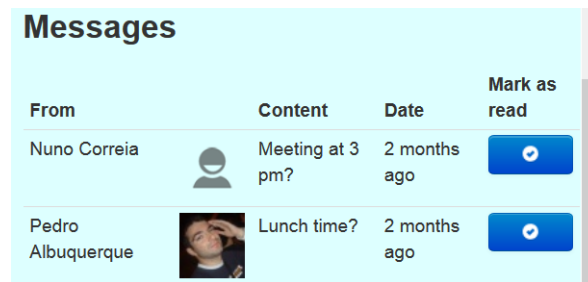 Messages
From Content Date Mark as read
Nuno Correia Meeting at 3 pm? 2 months ago
Pedro Albuquerque Lunch time? 2 months ago